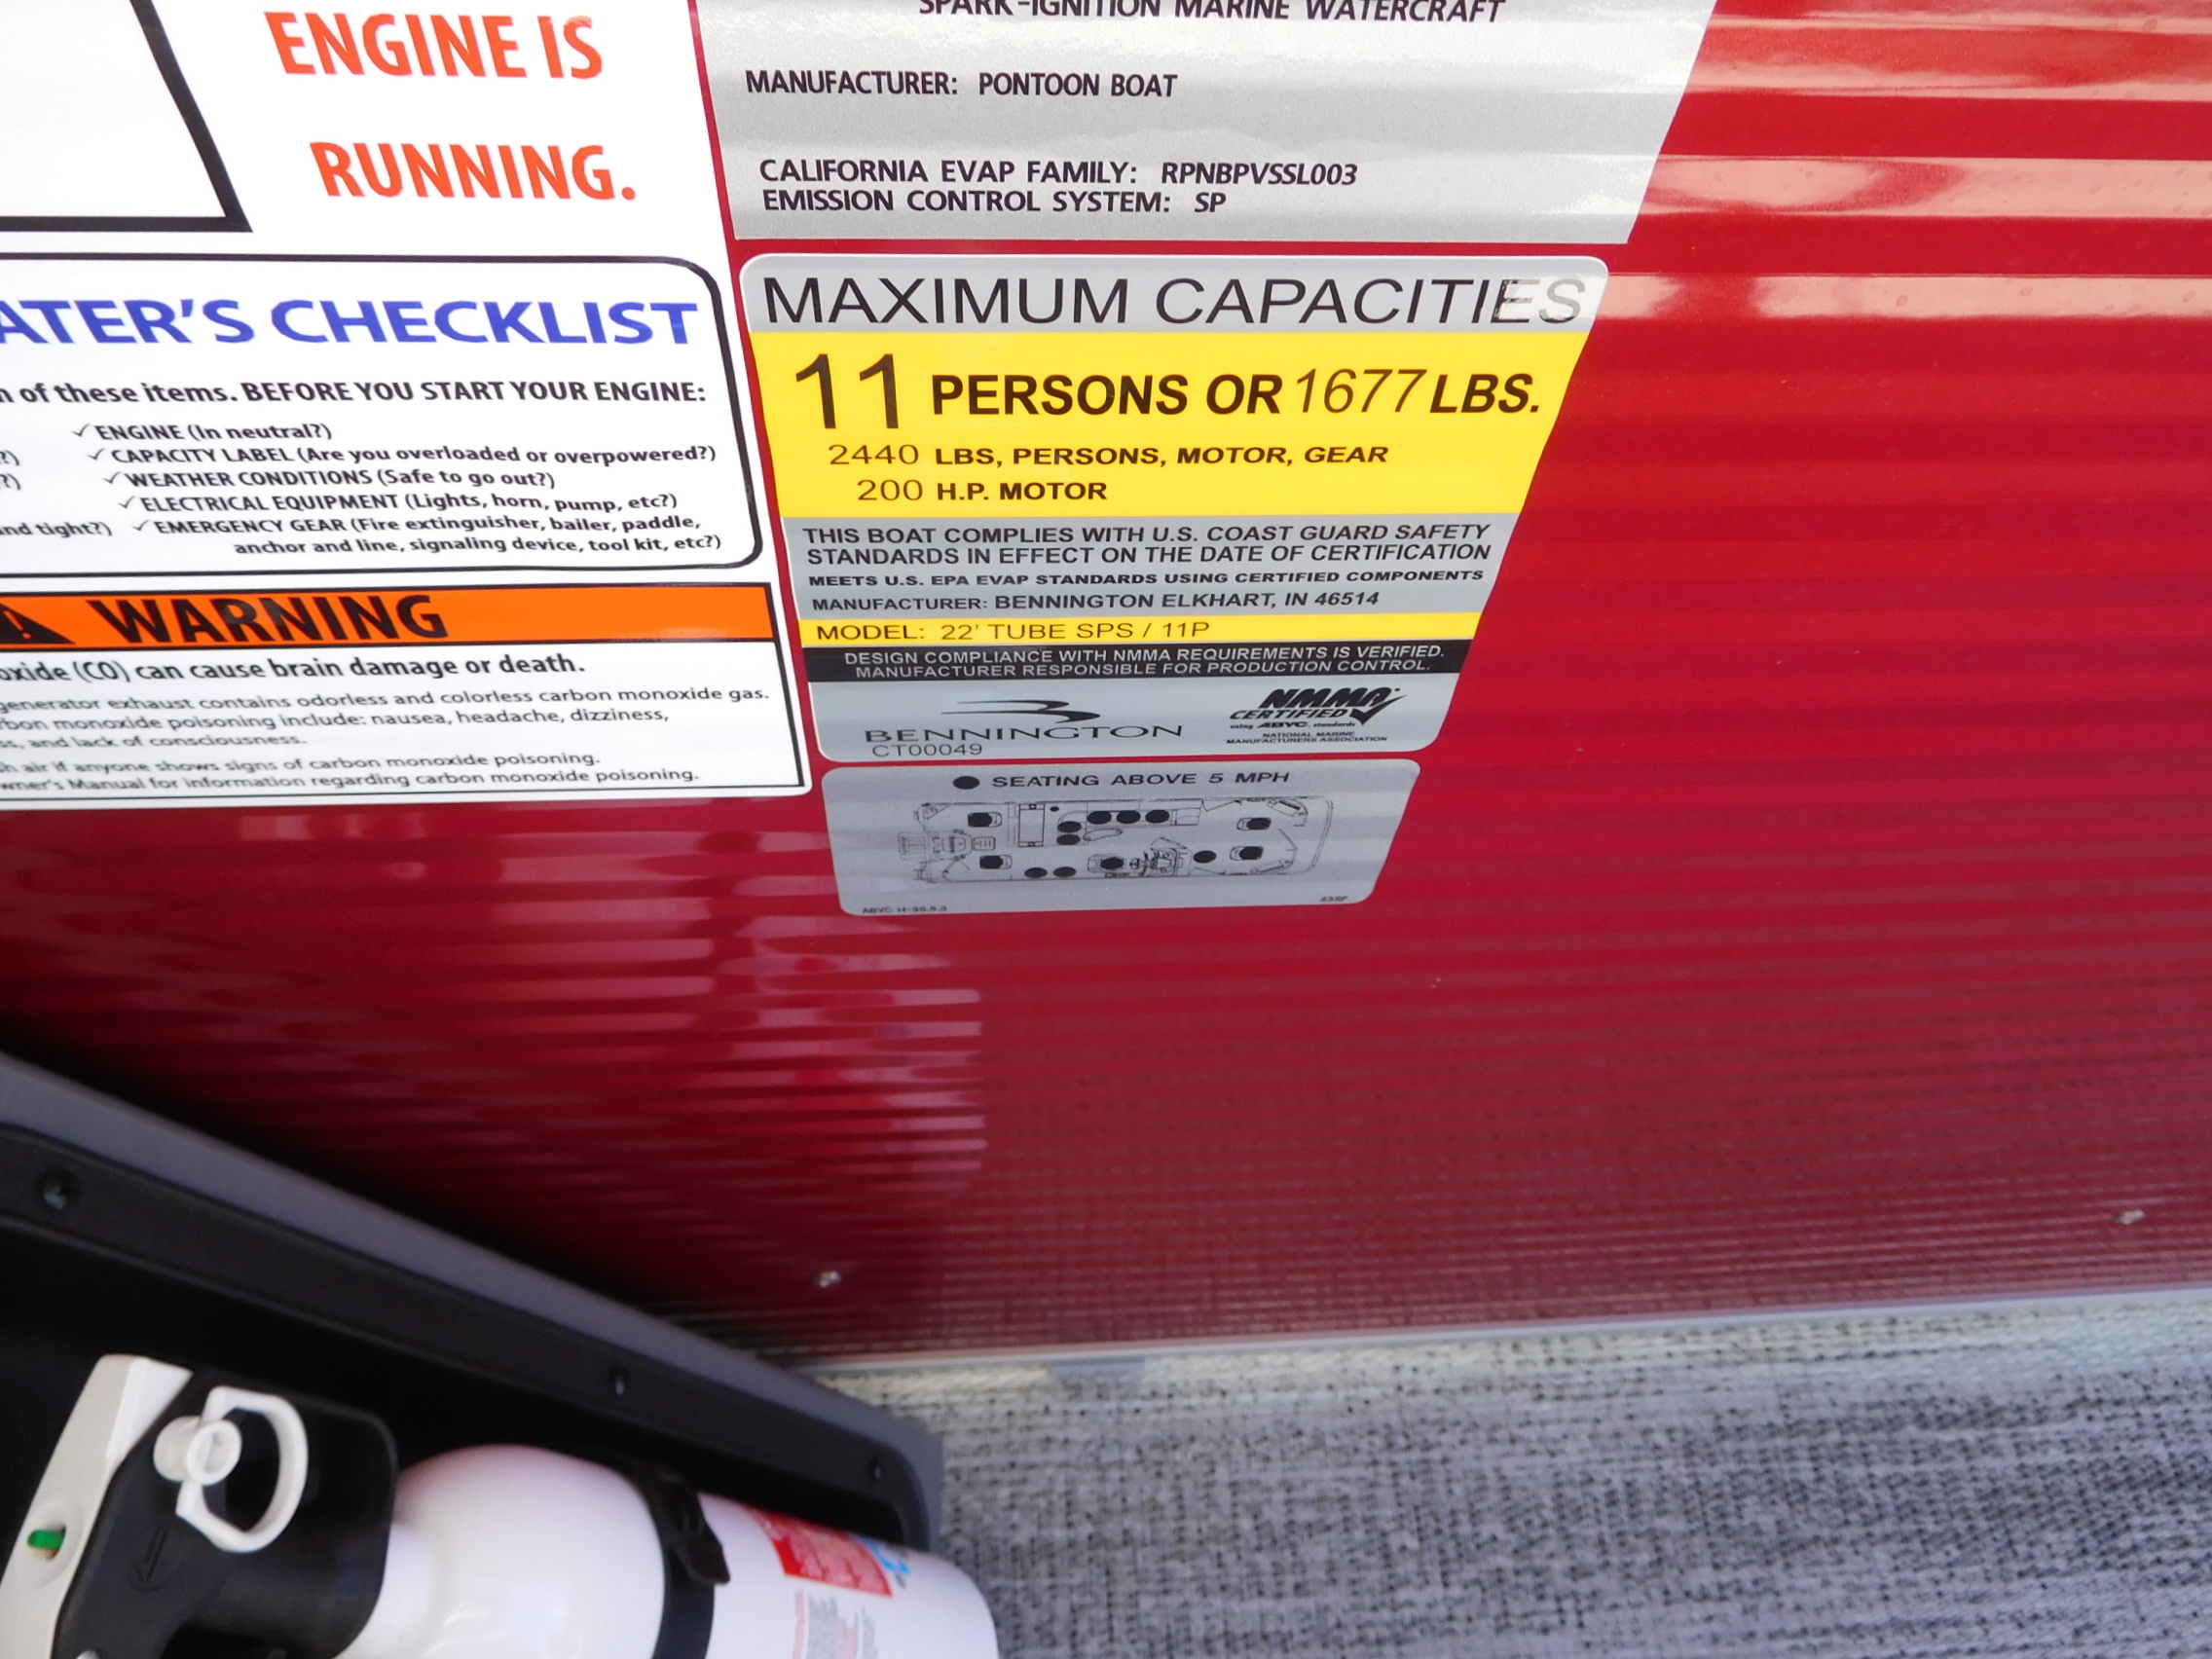 ENGINE IS
RUNNING.
ATER'S CHECKLIST
of these items. BEFORE YOU START YOUR ENGINE:
✓ ENGINE (In neutral?)
✓ CAPACITY LABEL (Are you overloaded or overpowered?)
✓ WEATHER CONDITIONS (Safe to go out?)
✓ ELECTRICAL EQUIPMENT (Lights, horn, pump, etc?)
nd tight?) ✓ EMERGENCY GEAR (Fire extinguisher, bailer, paddle,
anchor and line, signaling device, tool kit, etc?)
WARNING
oxide (CO) can cause brain damage or death.
generator exhaust contains odorless and colorless carbon monoxide gas.
bon monoxide poisoning include: nausea, headache, dizziness,
ss, and lack of consciousness.
h air if anyone shows signs of carbon monoxide poisoning.
wner's Manual for information regarding carbon monoxide poisoning.
SPARK-IGNITION MARINE WATERCRAFT
MANUFACTURER: PONTOON BOAT
CALIFORNIA EVAP FAMILY: RPNBPVSSL003
EMISSION CONTROL SYSTEM: SP
MAXIMUM CAPACITIES
11 PERSONS OR 1677 LBS.
2440 LBS, PERSONS, MOTOR, GEAR
200 H.P. MOTOR
THIS BOAT COMPLIES WITH U.S. COAST GUARD SAFETY
STANDARDS IN EFFECT ON THE DATE OF CERTIFICATION
MEETS U.S. EPA EVAP STANDARDS USING CERTIFIED COMPONENTS
MANUFACTURER: BENNINGTON ELKHART, IN 46514
MODEL: 22' TUBE SPS / 11P
DESIGN COMPLIANCE WITH NMMA REQUIREMENTS IS VERIFIED.
MANUFACTURER RESPONSIBLE FOR PRODUCTION CONTROL.
BENNINGTON
CT00049
NMMA
CERTIFIED
using ABYC standards
NATIONAL MARINE
MANUFACTURERS ASSOCIATION
SEATING ABOVE 5 MPH